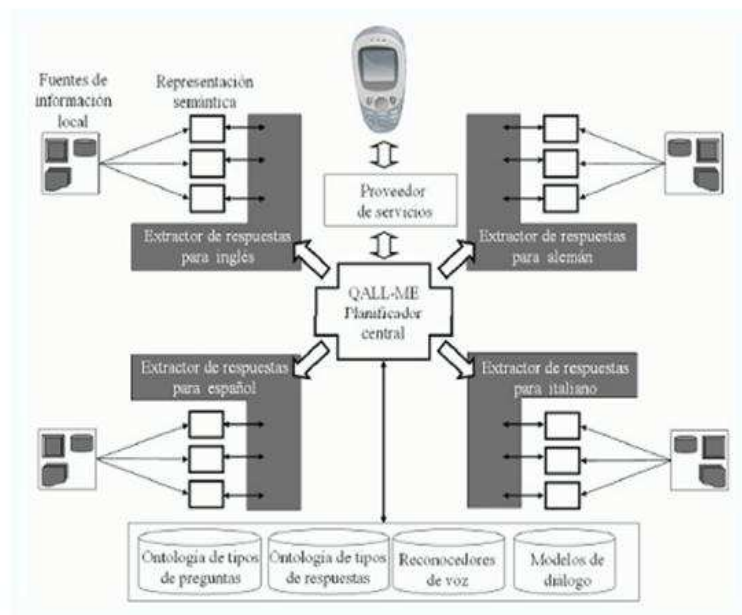 Fuentes de
información
local
Representación
semántica
Proveedor
de servicios
Extractor de respuestas
para inglés
Extractor de respuestas
para alemán
QALL-ME
Planificador
central
Extractor de respuestas
para español
Extractor de respuestas
para italiano
Ontología de tipos
de preguntas
Ontología de tipos
de respuestas
Reconocedores
de voz
Modelos de
diálogo